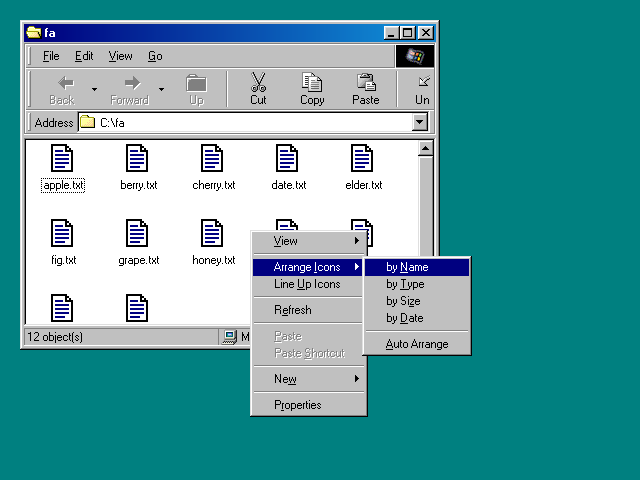 fa
File Edit View Go
Back Forward Up Cut Copy Paste Un
Address C:\fa
apple.txt berry.txt cherry.txt date.txt elder.txt
fig.txt grape.txt honey.txt
12 object(s) M
View
Arrange Icons
Line Up Icons
Refresh
Paste
Paste Shortcut
New
Properties
by Name
by Type
by Size
by Date
Auto Arrange